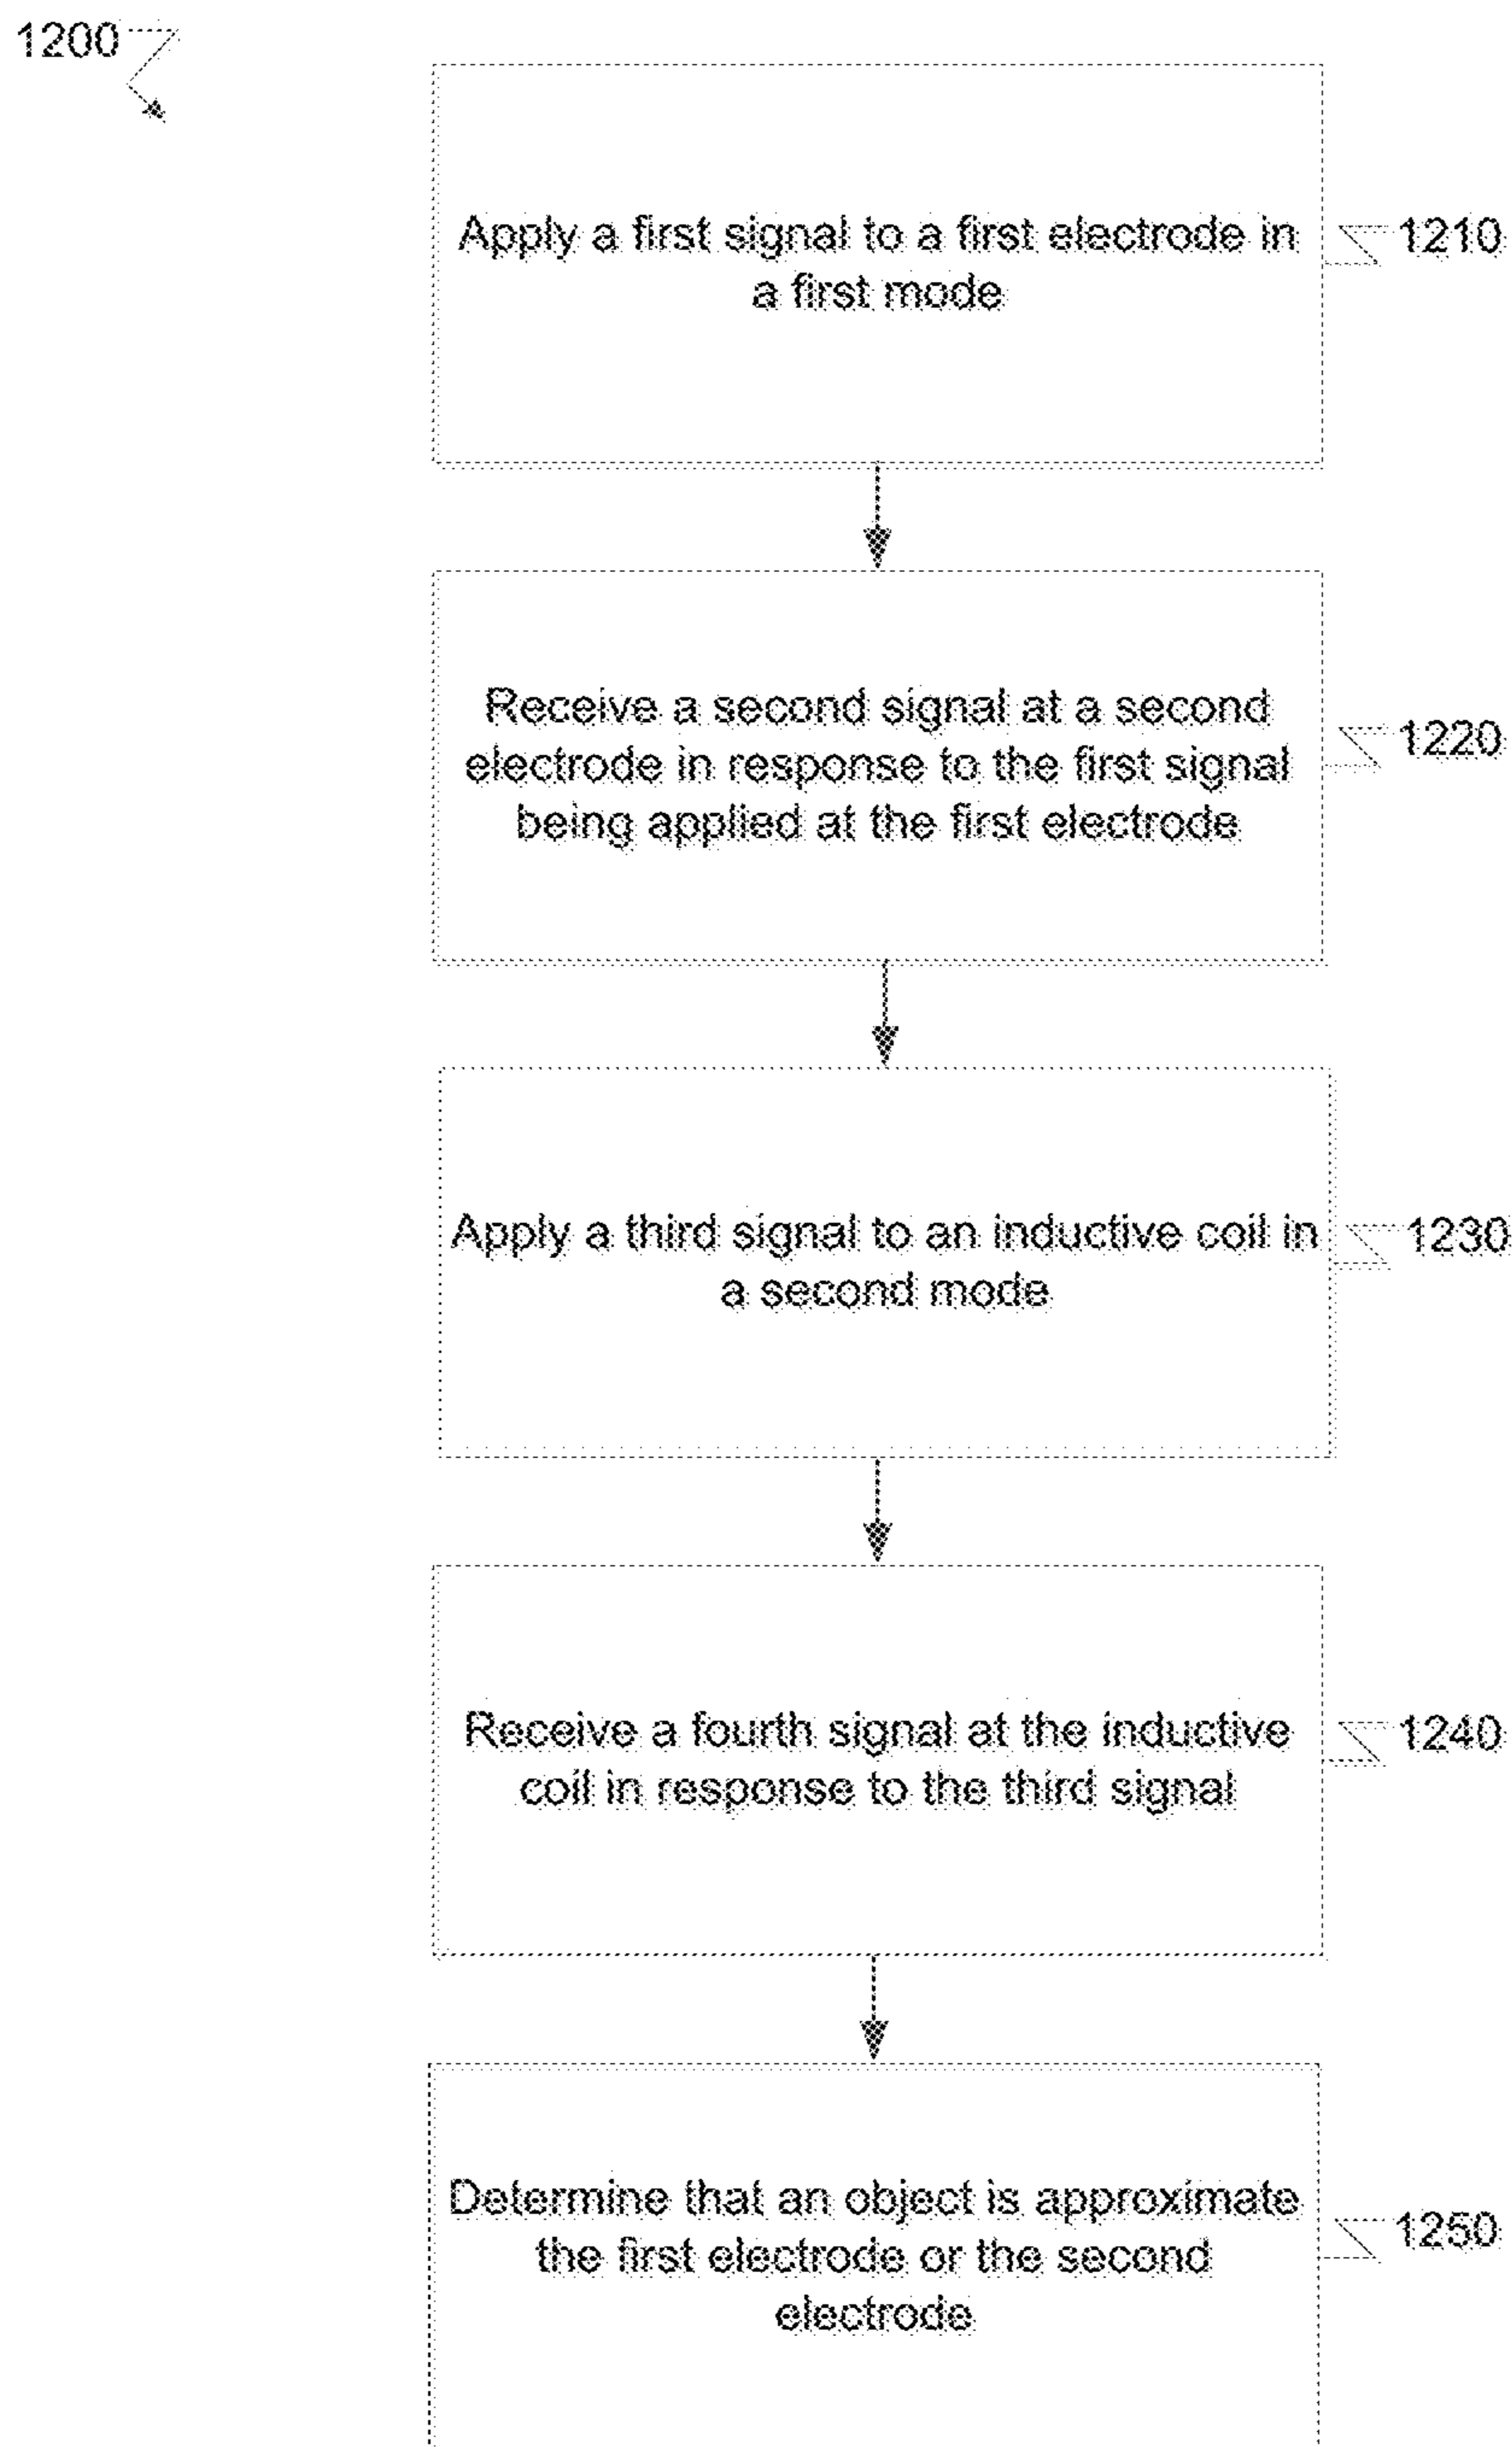 1200
Apply a first signal to a first electrode in
a first mode
1210
Receive a second signal at a second
electrode in response to the first signal
being applied at the first electrode
1220
Apply a third signal to an inductive coil in
a second mode
1230
Receive a fourth signal at the inductive
coil in response to the third signal
1240
Determine that an object is approximate
the first electrode or the second
electrode
1250